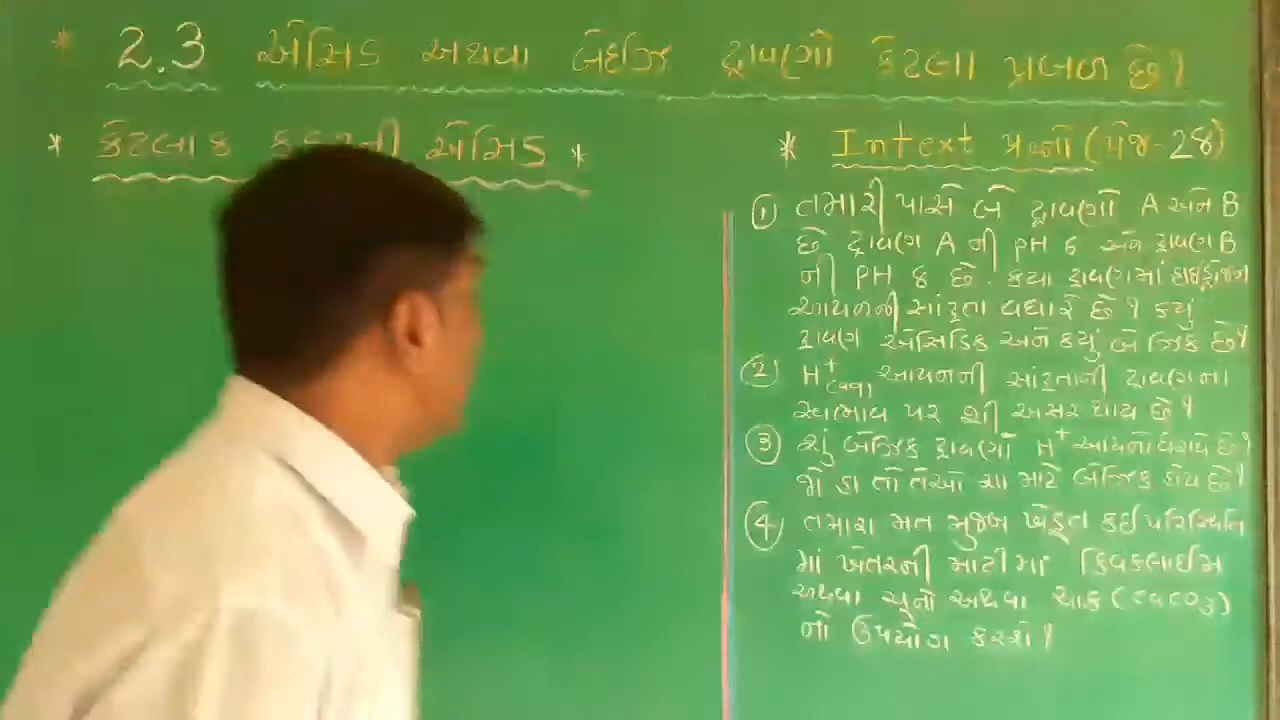 * 2.3 એસિડ અથવા બેઇઝ દ્રાવણો કેટલા પ્રબળ છે?
* કેટલાક એસિડ *
* Intext પ્રશ્નો (પેજ-28)
① તમારી પાસે બે દ્રાવણો A અને B
છે દ્રાવણ A ની PH 6 અને દ્રાવણ B
ની PH 8 છે. કયા દ્રાવણમાં હાઈડ્રોજન
આયનની સાંદ્રતા વધારે છે? કયું
દ્રાવણ એસિડિક અને કયું બેઝિક છે?
② H+(aq) આયનની સાંદ્રતાની દ્રાવણના
સ્વભાવ પર શી અસર થાય છે?
③ શું બેઝિક દ્રાવણો H+ આયનો ધરાવે છે?
જો હા તો તેઓ શા માટે બેઝિક હોય છે?
④ તમારા મત મુજબ ખેડૂત કઈ પરિસ્થિતિ
માં ખેતરની માટીમાં ક્વિકલાઈમ
અથવા ચૂનો અથવા ચાક (CaCO3)
નો ઉપયોગ કરશે?